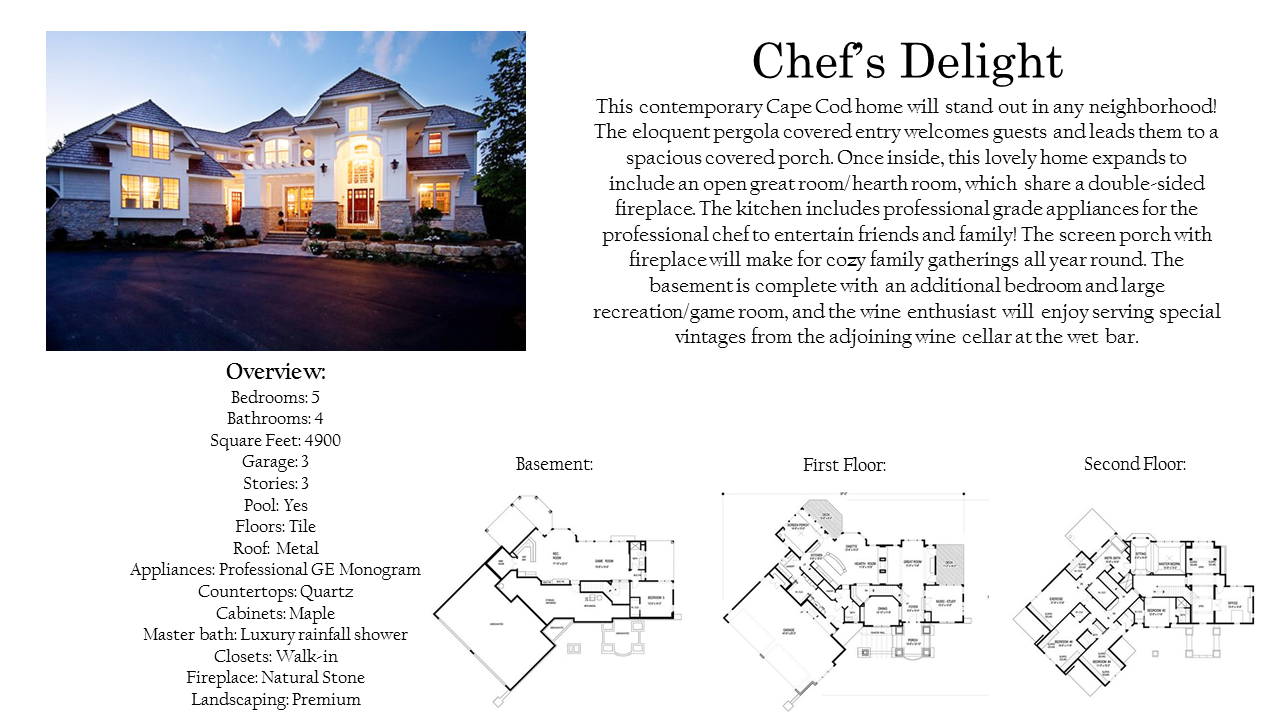 Chef's Delight
This contemporary Cape Cod home will stand out in any neighborhood!
The eloquent pergola covered entry welcomes guests and leads them to a
spacious covered porch. Once inside, this lovely home expands to
include an open great room/hearth room, which share a double-sided
fireplace. The kitchen includes professional grade appliances for the
professional chef to entertain friends and family! The screen porch with
fireplace will make for cozy family gatherings all year round. The
basement is complete with an additional bedroom and large
recreation/game room, and the wine enthusiast will enjoy serving special
vintages from the adjoining wine cellar at the wet bar.
Overview:
Bedrooms: 5
Bathrooms: 4
Square Feet: 4900
Garage: 3
Stories: 3
Pool: Yes
Floors: Tile
Roof: Metal
Appliances: Professional GE Monogram
Countertops: Quartz
Cabinets: Maple
Master bath: Luxury rainfall shower
Closets: Walk-in
Fireplace: Natural Stone
Landscaping: Premium
Basement:
REC. ROOM
GAME ROOM
BEDROOM 5
First Floor:
DECK
SCREEN PORCH
KITCHEN
DINETTE
HEARTH ROOM
GREAT ROOM
DECK
DINING
FOYER
MUSIC - STUDY
GARAGE
PORCH
Second Floor:
SITTING
MASTER BEDRM
EXERCISE
BEDROOM #2
OFFICE